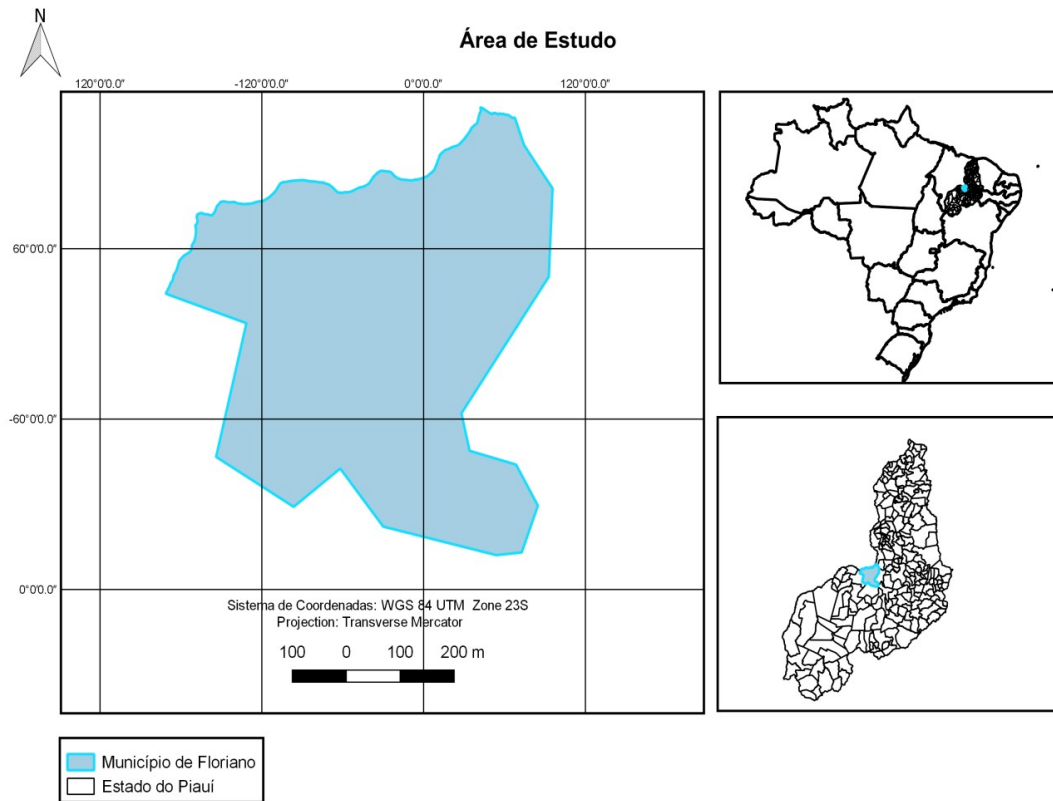 N
Área de Estudo
120°0'0.0" -120°0'0.0" 0°0'0.0" 120°0'0.0"
60°0'0.0"
-60°0'0.0"
0°0'0.0"
Sistema de Coordenadas: WGS 84 UTM Zone 23S
Projection: Transverse Mercator
100 0 100 200 m
Município de Floriano
Estado do Piauí